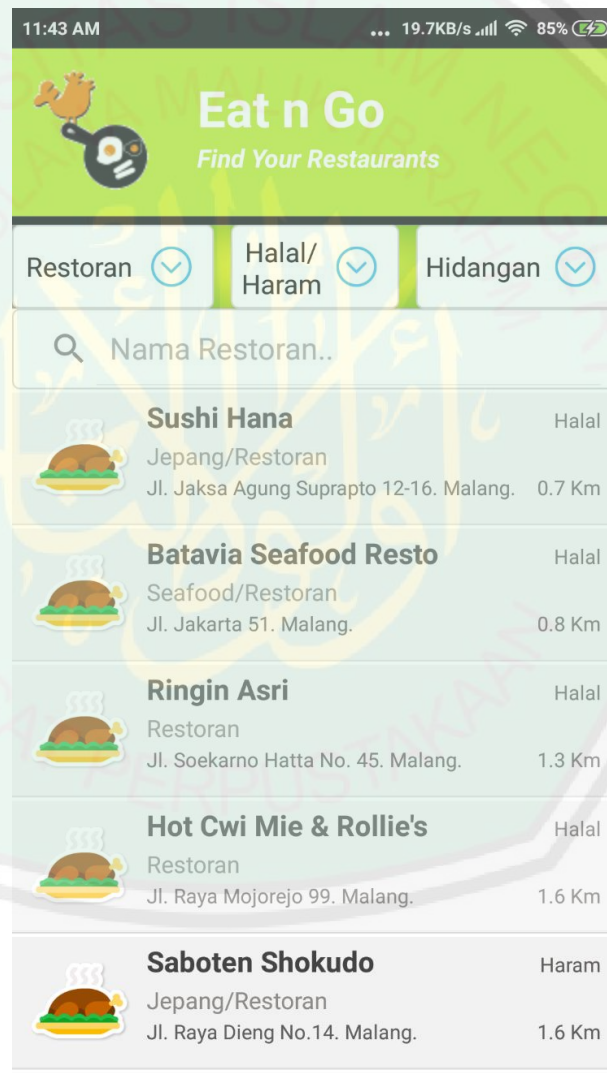 11:43 AM ... 19.7KB/s 85%
Eat n Go
Find Your Restaurants
Restoran
Halal/
Haram
Hidangan
Nama Restoran..
Sushi Hana Halal
Jepang/Restoran
Jl. Jaksa Agung Suprapto 12-16. Malang. 0.7 Km
Batavia Seafood Resto Halal
Seafood/Restoran
Jl. Jakarta 51. Malang. 0.8 Km
Ringin Asri Halal
Restoran
Jl. Soekarno Hatta No. 45. Malang. 1.3 Km
Hot Cwi Mie & Rollie's Halal
Restoran
Jl. Raya Mojorejo 99. Malang. 1.6 Km
Saboten Shokudo Haram
Jepang/Restoran
Jl. Raya Dieng No.14. Malang. 1.6 Km
PERPUSTAKAAN